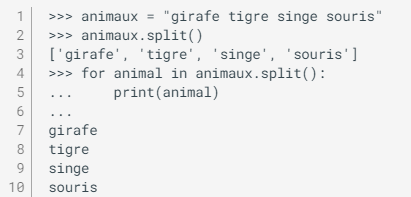 1 >>> animaux = "girafe tigre singe souris"
2 >>> animaux.split()
3 ['girafe', 'tigre', 'singe', 'souris']
4 >>> for animal in animaux.split():
5 ...     print(animal)
6 ...
7 girafe
8 tigre
9 singe
10 souris